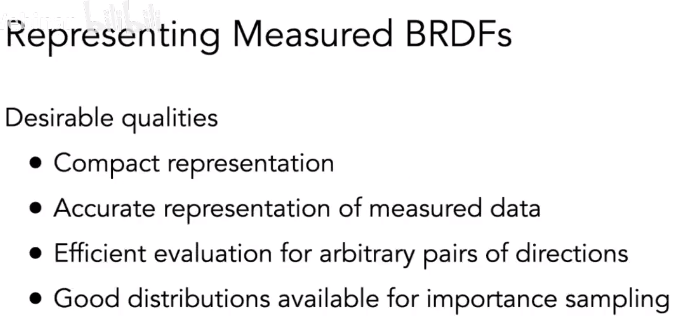 Representing Measured BRDFs
Desirable qualities
● Compact representation
● Accurate representation of measured data
● Efficient evaluation for arbitrary pairs of directions
● Good distributions available for importance sampling